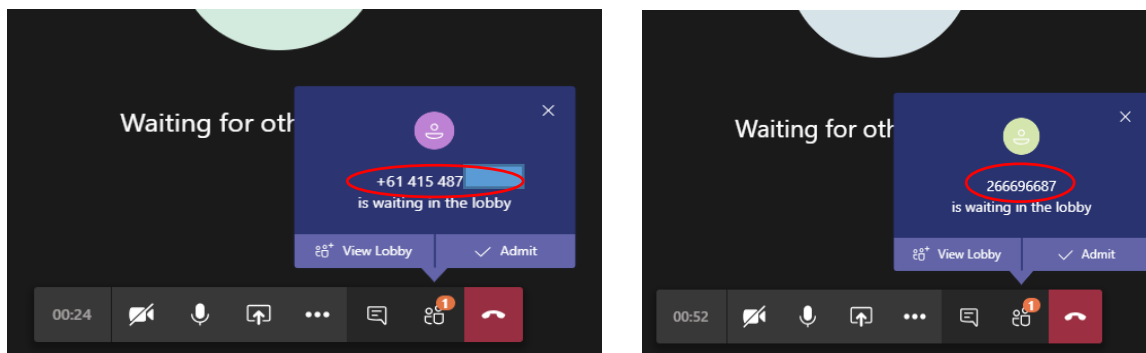 Waiting for oth
+61 415 487
is waiting in the lobby
View Lobby
Admit
00:24
1
Waiting for oth
266696687
is waiting in the lobby
View Lobby
Admit
00:52
1